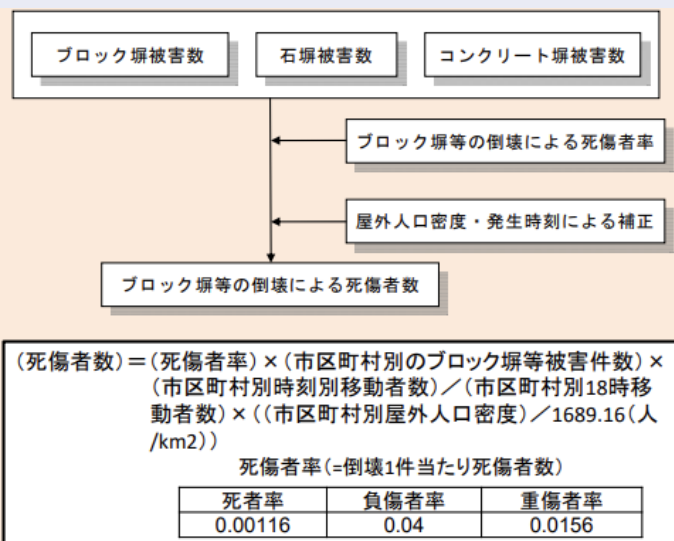 ブロック塀被害数
石塀被害数
コンクリート塀被害数
ブロック塀等の倒壊による死傷者率
屋外人口密度・発生時刻による補正
ブロック塀等の倒壊による死傷者数
(死傷者数)=(死傷者率)×(市区町村別のブロック塀等被害件数)×
(市区町村別時刻別移動者数)/(市区町村別18時移
動者数)×((市区町村別屋外人口密度)/1689.16(人
/km2))
死傷者率(=倒壊1件当たり死傷者数)
死者率 負傷者率 重傷者率
0.00116 0.04 0.0156